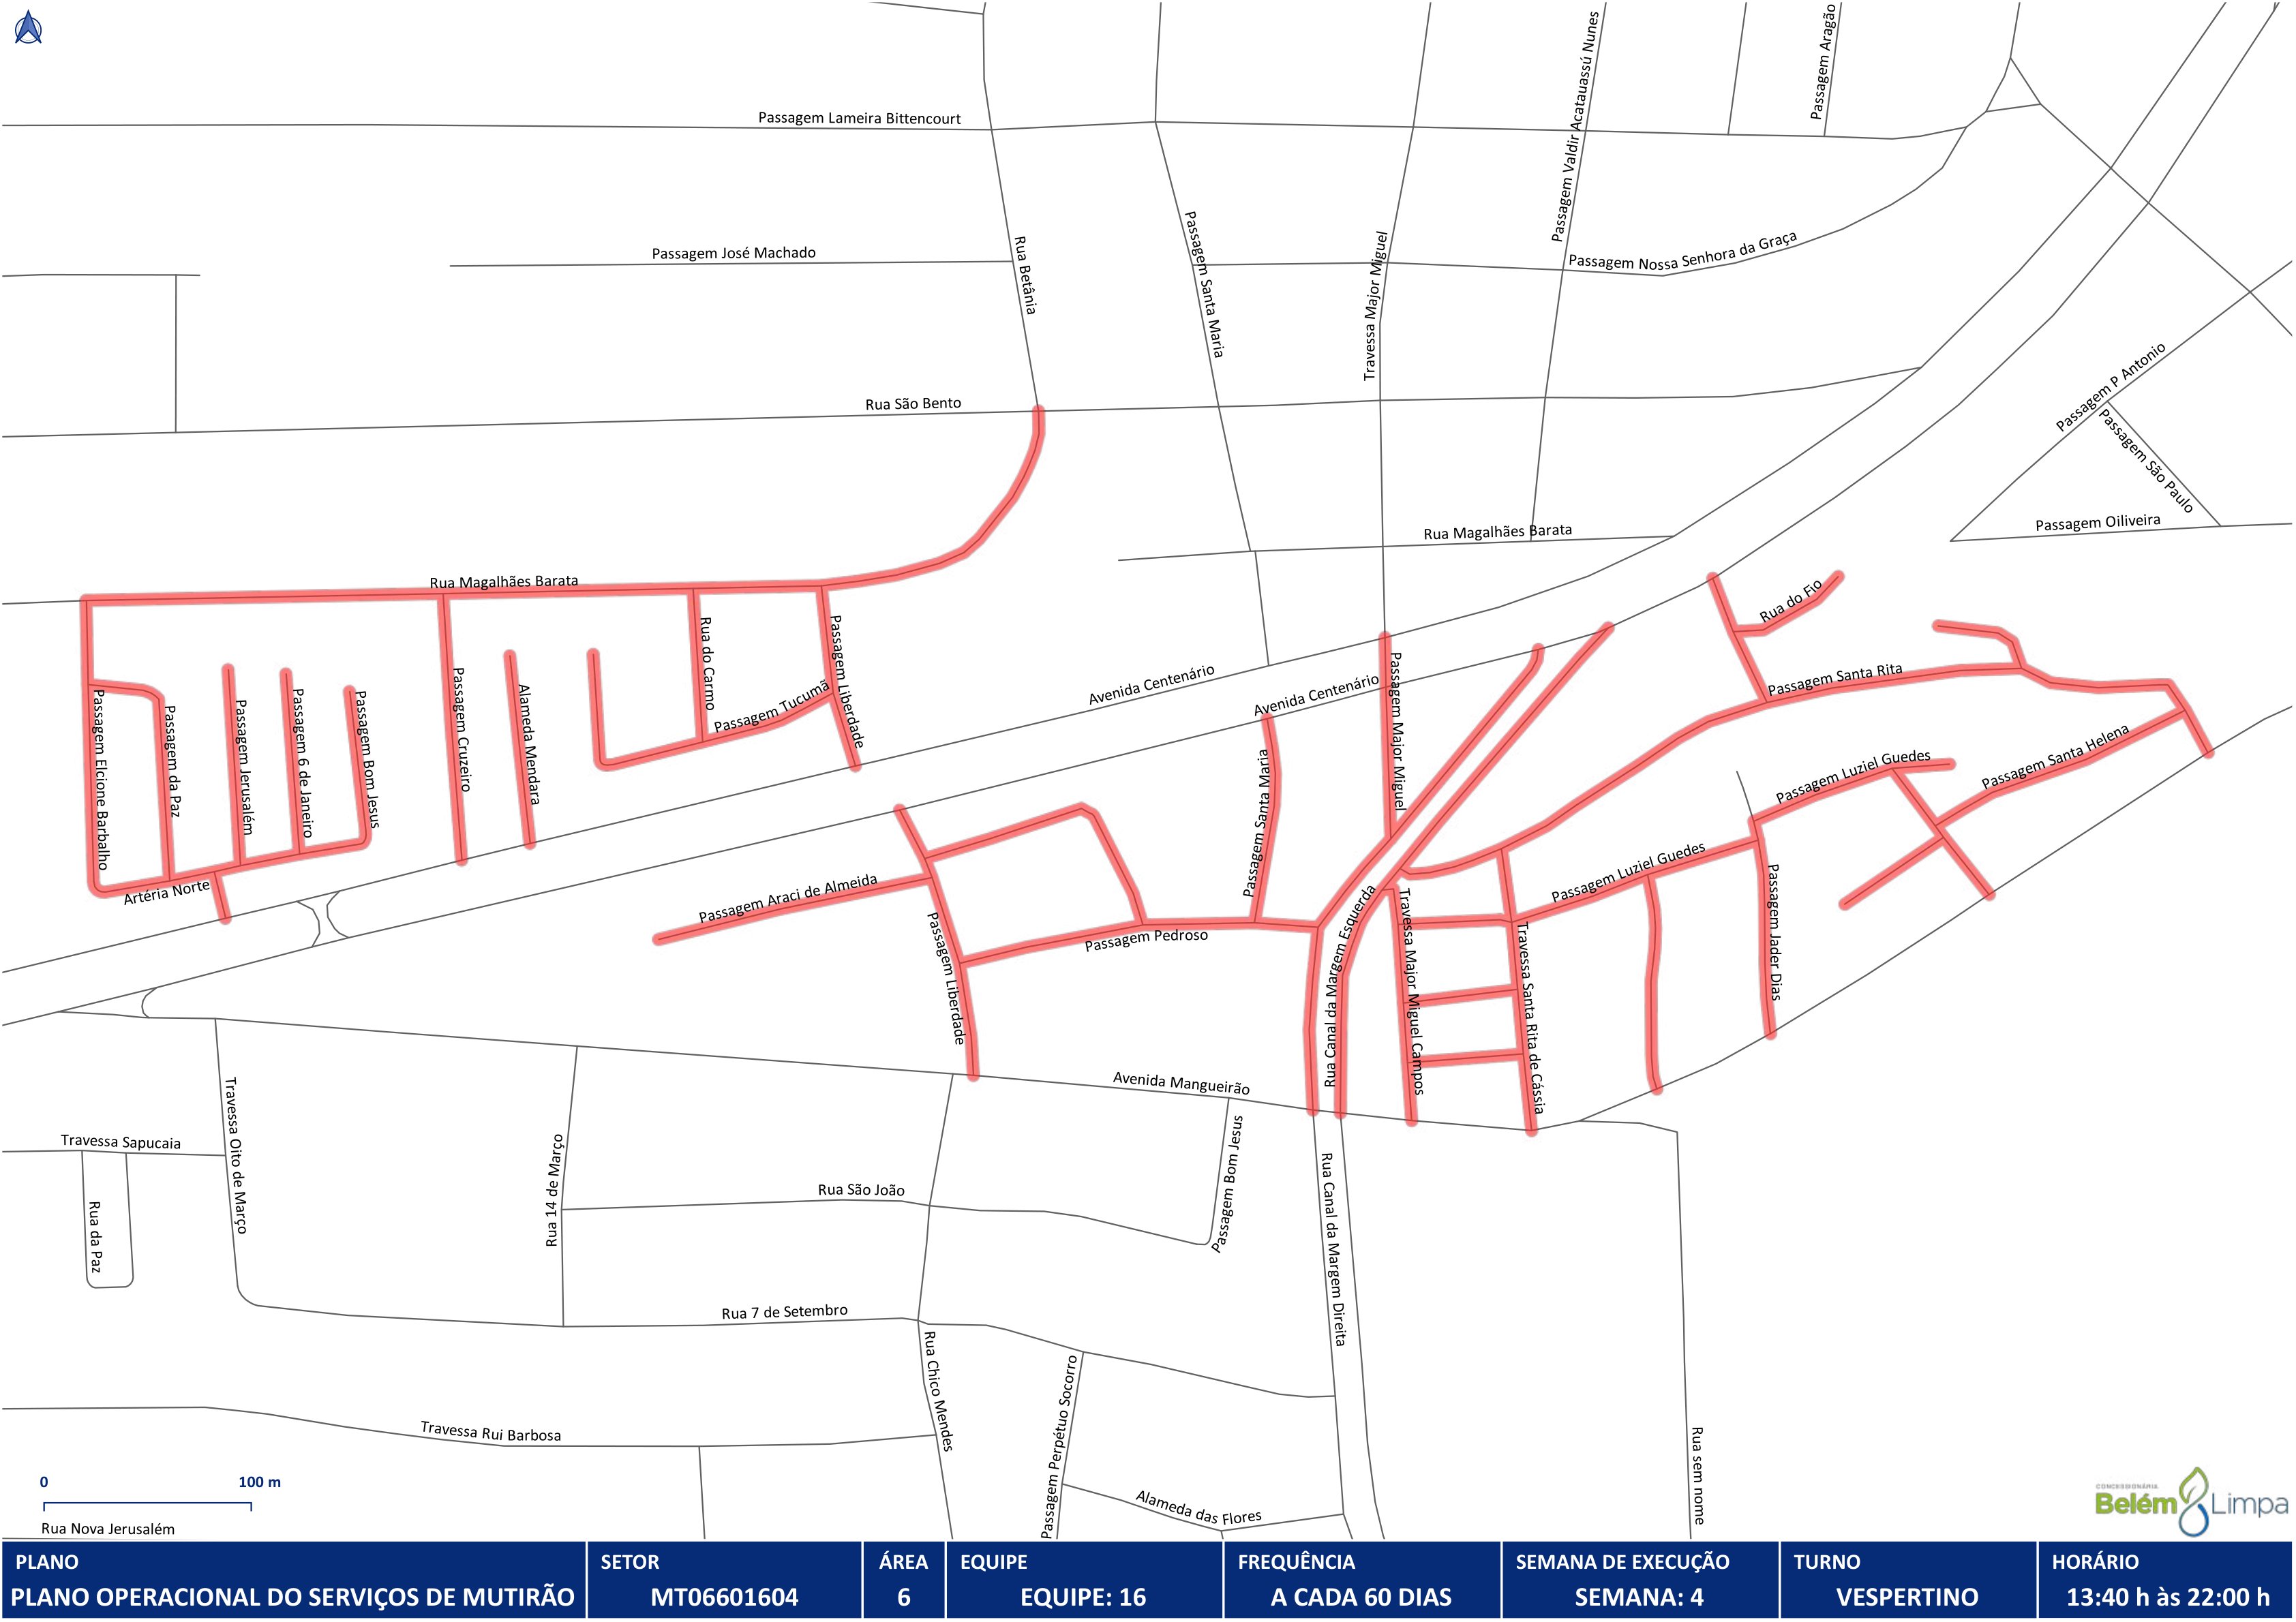 Passagem Aragão
Passagem Valdir Acatauassú Nunes
Passagem Lameira Bittencourt
Passagem José Machado
Rua Betânia
Passagem Santa Maria
Travessa Major Miguel
Passagem Nossa Senhora da Graça
Passagem P Antonio
Passagem São Paulo
Passagem Oiliveira
Rua São Bento
Rua Magalhães Barata
Rua Magalhães Barata
Rua do Fio
Passagem Elcione Barbalho
Passagem da Paz
Passagem Jerusalém
Passagem 6 de Janeiro
Passagem Bom Jesus
Passagem Cruzeiro
Alameda Mendara
Rua do Carmo
Passagem Tucumã
Passagem Liberdade
Avenida Centenário
Avenida Centenário
Passagem Major Miguel
Passagem Santa Maria
Passagem Santa Rita
Passagem Santa Helena
Passagem Luziel Guedes
Passagem Luziel Guedes
Passagem Jader Dias
Artéria Norte
Passagem Araci de Almeida
Passagem Liberdade
Passagem Pedroso
Rua Canal da Margem Esquerda
Travessa Major Miguel Campos
Travessa Santa Rita de Cássia
Avenida Mangueirão
Travessa Oito de Março
Travessa Sapucaia
Rua da Paz
Rua 14 de Março
Rua São João
Passagem Bom Jesus
Rua Canal da Margem Direita
Rua 7 de Setembro
Rua Chico Mendes
Passagem Perpétuo Socorro
Travessa Rui Barbosa
Alameda das Flores
Rua sem nome
0 100 m
Rua Nova Jerusalém
CONCESSIONÁRIA
Belém Limpa
PLANO SETOR ÁREA EQUIPE FREQUÊNCIA SEMANA DE EXECUÇÃO TURNO HORÁRIO
PLANO OPERACIONAL DO SERVIÇOS DE MUTIRÃO MT06601604 6 EQUIPE: 16 A CADA 60 DIAS SEMANA: 4 VESPERTINO 13:40 h às 22:00 h